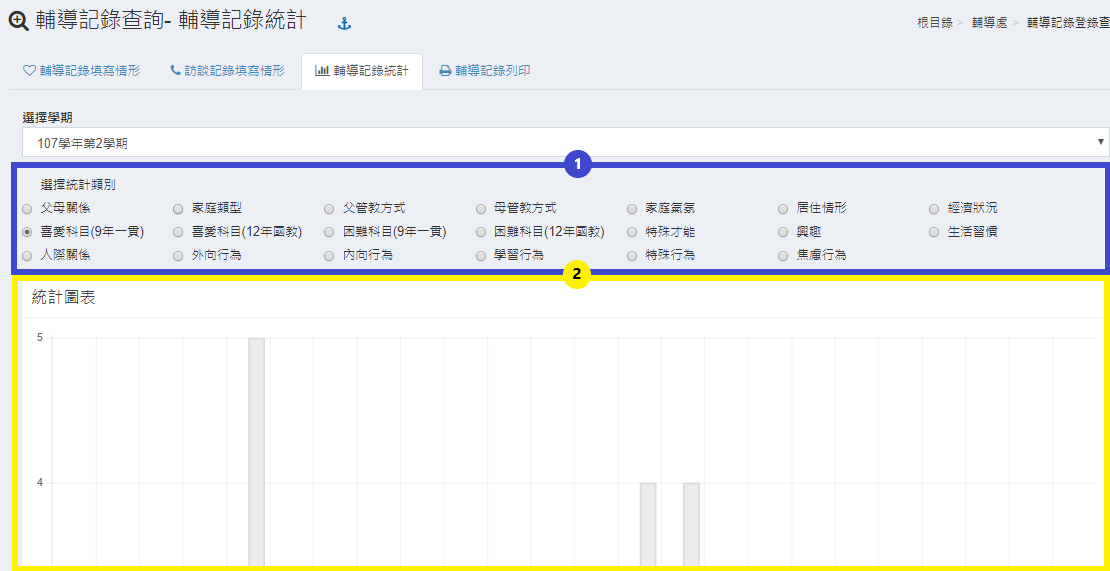 輔導記錄查詢- 輔導記錄統計
根目錄 > 輔導處 > 輔導記錄登錄查
輔導記錄填寫情形 訪談記錄填寫情形 輔導記錄統計 輔導記錄列印
選擇學期
107學年第2學期
1
選擇統計類別
父母關係 家庭類型 父管教方式 母管教方式 家庭氣氛 居住情形 經濟狀況
喜愛科目(9年一貫) 喜愛科目(12年國教) 困難科目(9年一貫) 困難科目(12年國教) 特殊才能 興趣 生活習慣
人際關係 外向行為 內向行為 學習行為 特殊行為 焦慮行為
2
統計圖表
5
4